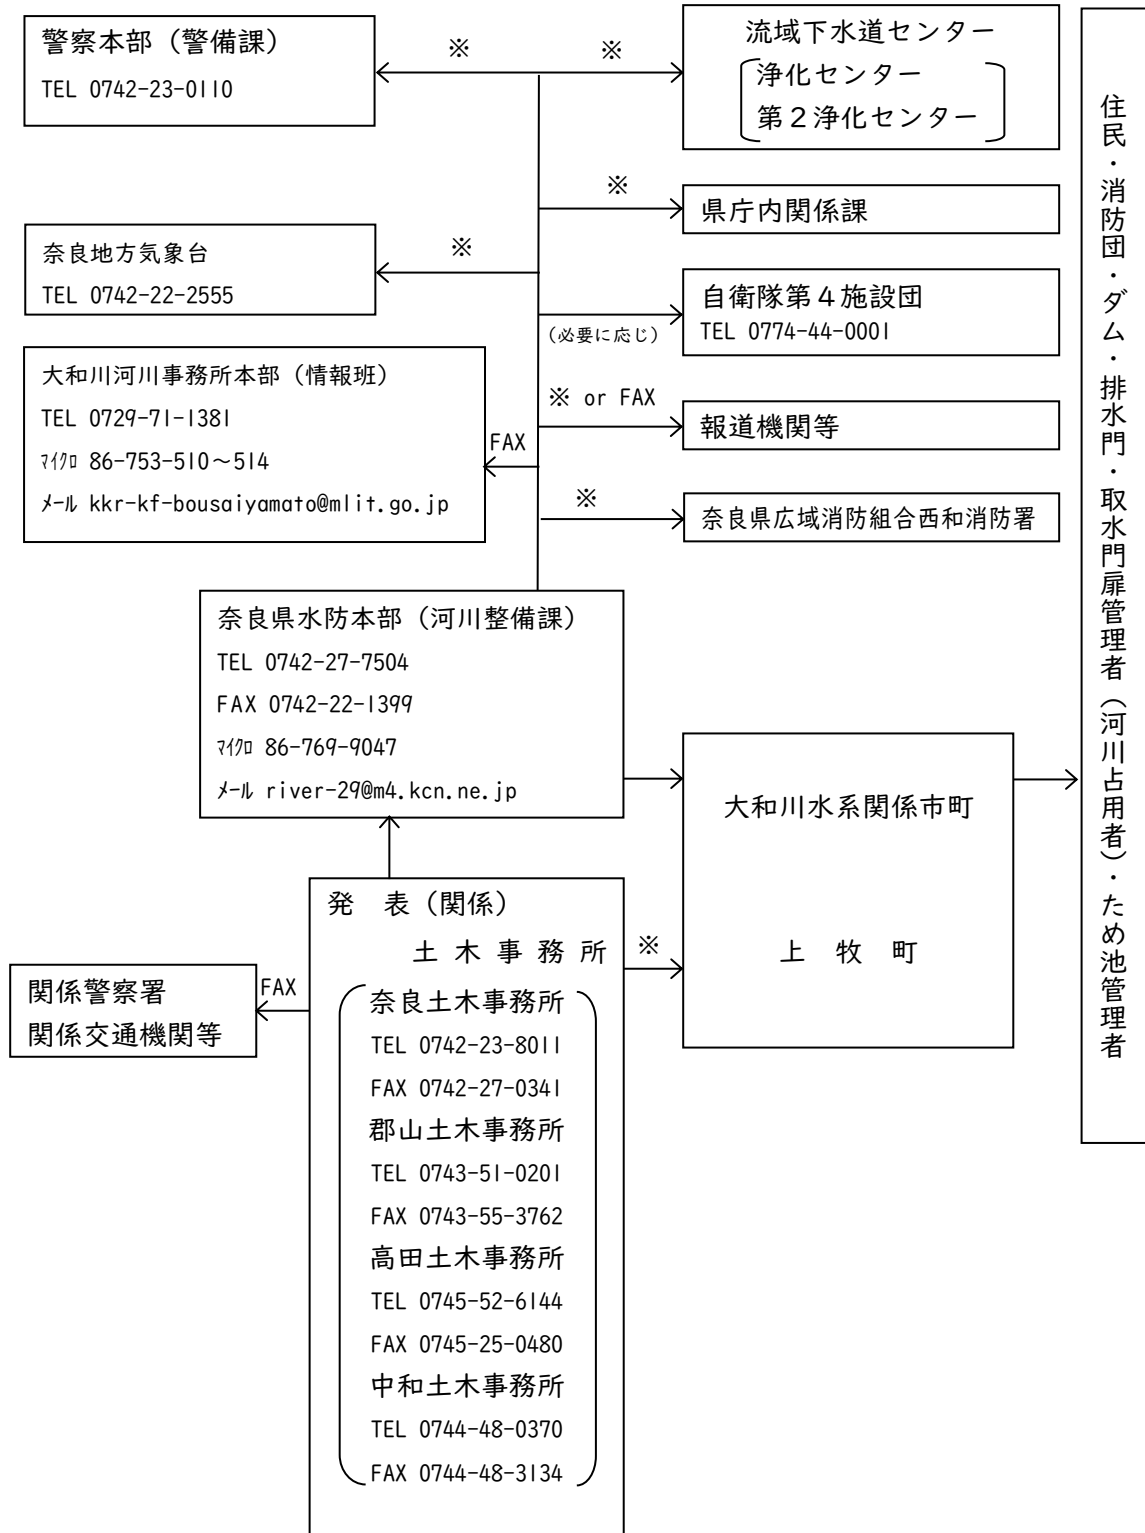 警察本部（警備課）
TEL 0742-23-0110
※
※
流域下水道センター
浄化センター
第２浄化センター
※
県庁内関係課
奈良地方気象台
TEL 0742-22-2555
※
自衛隊第４施設団
TEL 0774-44-0001
（必要に応じ）
大和川河川事務所本部（情報班）
TEL 0729-71-1381
ﾏｲｸﾛ 86-753-510～514
ﾒｰﾙ kkr-kf-bousaiyamato@mlit.go.jp
FAX
※ or FAX
報道機関等
※
奈良県広域消防組合西和消防署
奈良県水防本部（河川整備課）
TEL 0742-27-7504
FAX 0742-22-1399
ﾏｲｸﾛ 86-769-9047
ﾒｰﾙ river-29@m4.kcn.ne.jp
大和川水系関係市町
上　牧　町
発　表（関係）
土木事務所
※
奈良土木事務所
TEL 0742-23-8011
FAX 0742-27-0341
郡山土木事務所
TEL 0743-51-0201
FAX 0743-55-3762
高田土木事務所
TEL 0745-52-6144
FAX 0745-25-0480
中和土木事務所
TEL 0744-48-0370
FAX 0744-48-3134
FAX
関係警察署
関係交通機関等
住民・消防団・ダム・排水門・取水門扉管理者（河川占用者）・ため池管理者